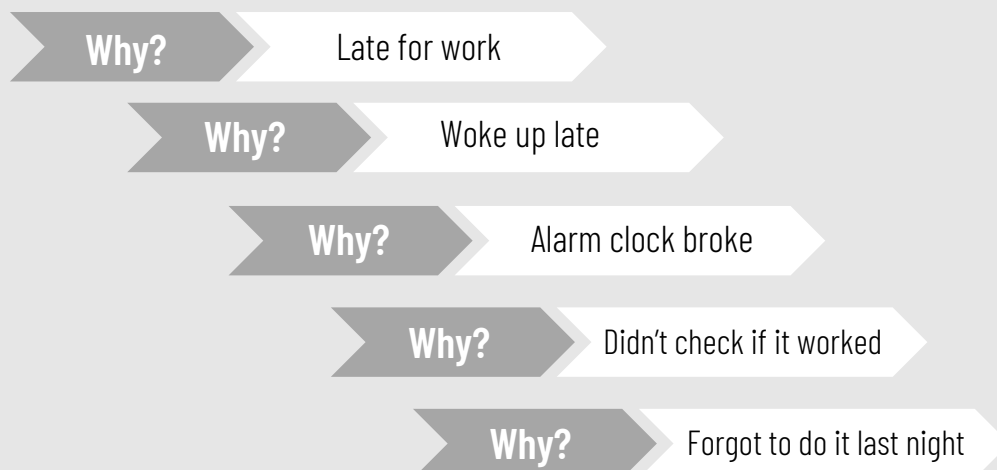 Why? Late for work
Why? Woke up late
Why? Alarm clock broke
Why? Didn’t check if it worked
Why? Forgot to do it last night